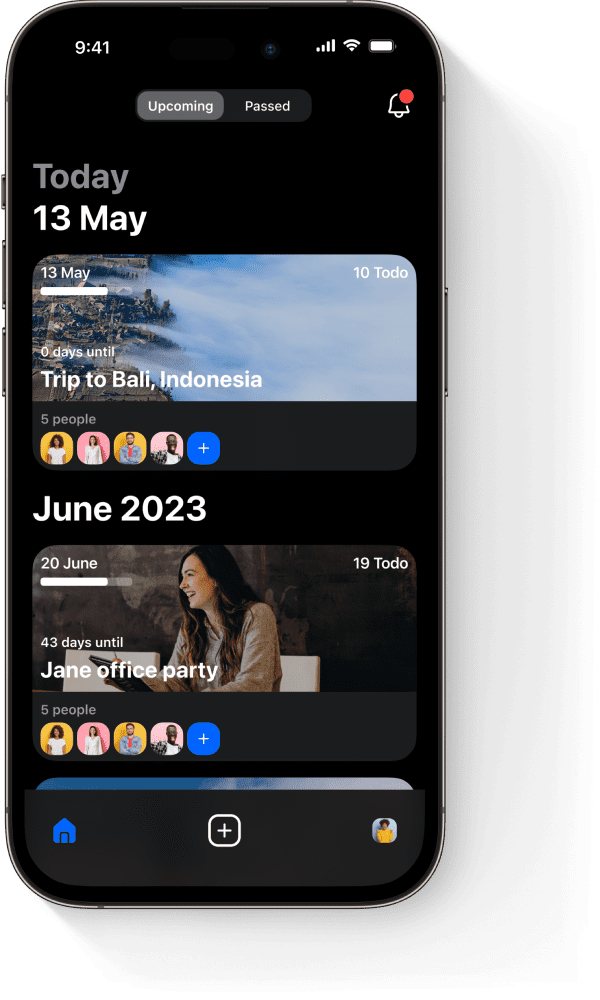 9:41
Upcoming Passed
Today
13 May
13 May 10 Todo
0 days until
Trip to Bali, Indonesia
5 people
June 2023
20 June 19 Todo
43 days until
Jane office party
5 people